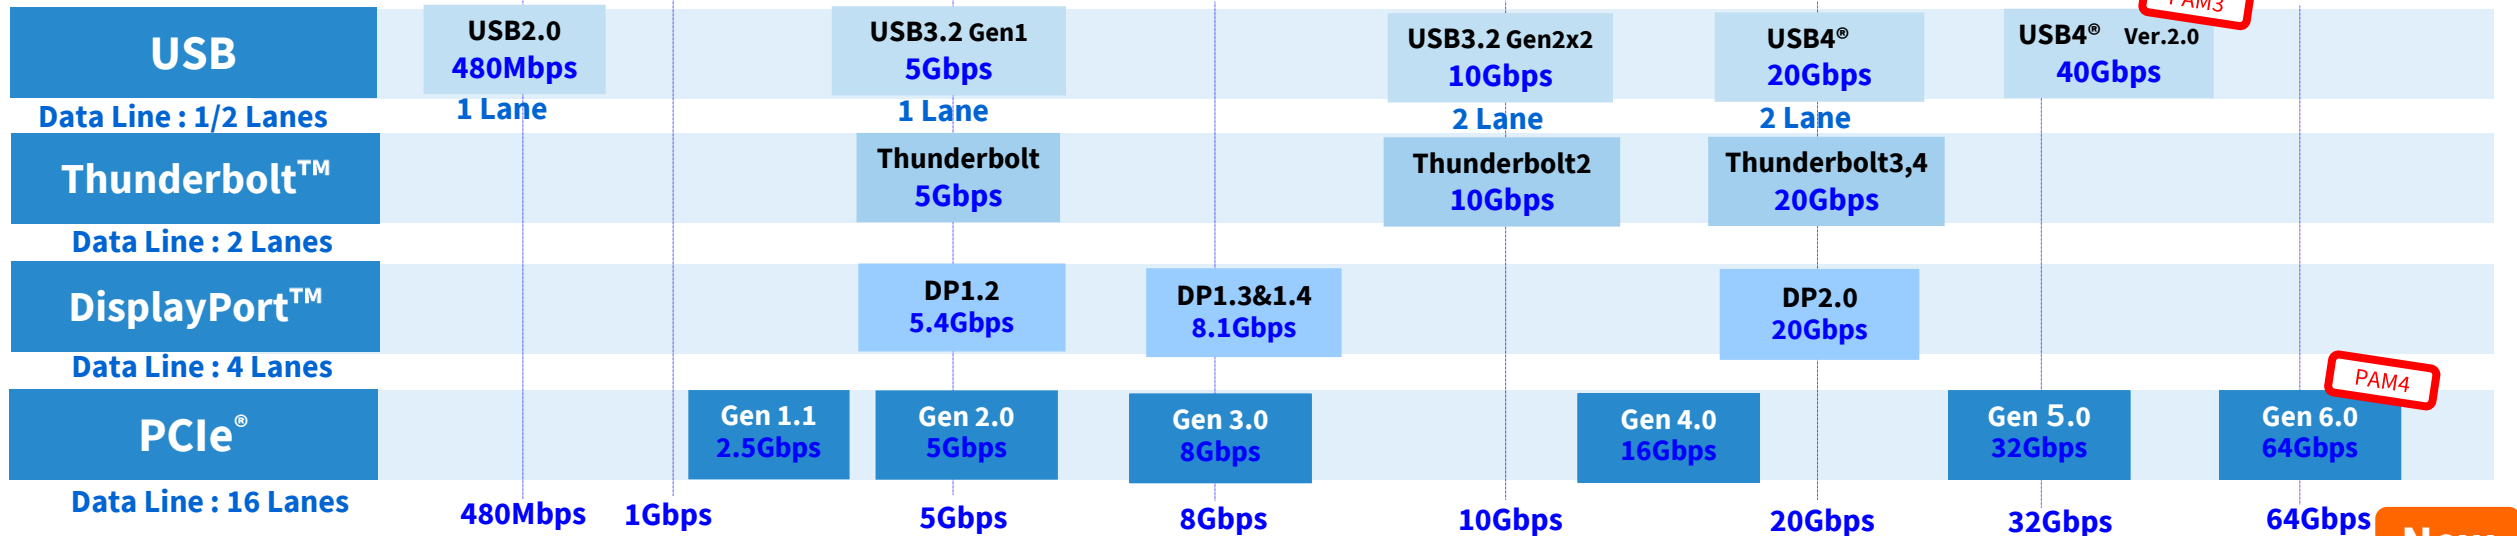 PAM3
USB
USB2.0
480Mbps
1 Lane
USB3.2 Gen1
5Gbps
1 Lane
USB3.2 Gen2x2
10Gbps
2 Lane
USB4®
20Gbps
2 Lane
USB4® Ver.2.0
40Gbps
Data Line : 1/2 Lanes
Thunderbolt™
Thunderbolt
5Gbps
Thunderbolt2
10Gbps
Thunderbolt3,4
20Gbps
Data Line : 2 Lanes
DisplayPort™
DP1.2
5.4Gbps
DP1.3&1.4
8.1Gbps
DP2.0
20Gbps
Data Line : 4 Lanes
PAM4
PCIe®
Gen 1.1
2.5Gbps
Gen 2.0
5Gbps
Gen 3.0
8Gbps
Gen 4.0
16Gbps
Gen 5.0
32Gbps
Gen 6.0
64Gbps
Data Line : 16 Lanes
480Mbps 1Gbps 5Gbps 8Gbps 10Gbps 20Gbps 32Gbps 64Gbps